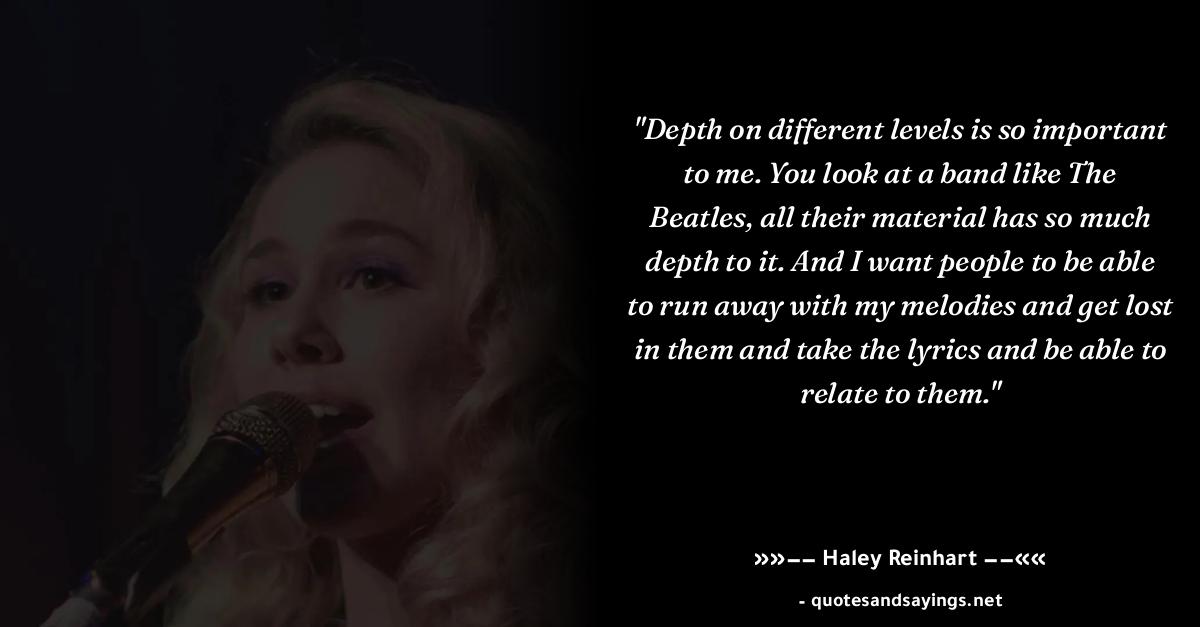 "Depth on different levels is so important
to me. You look at a band like The
Beatles, all their material has so much
depth to it. And I want people to be able
to run away with my melodies and get lost
in them and take the lyrics and be able to
relate to them."
»»−− Haley Reinhart −−««
- quotesandsayings.net